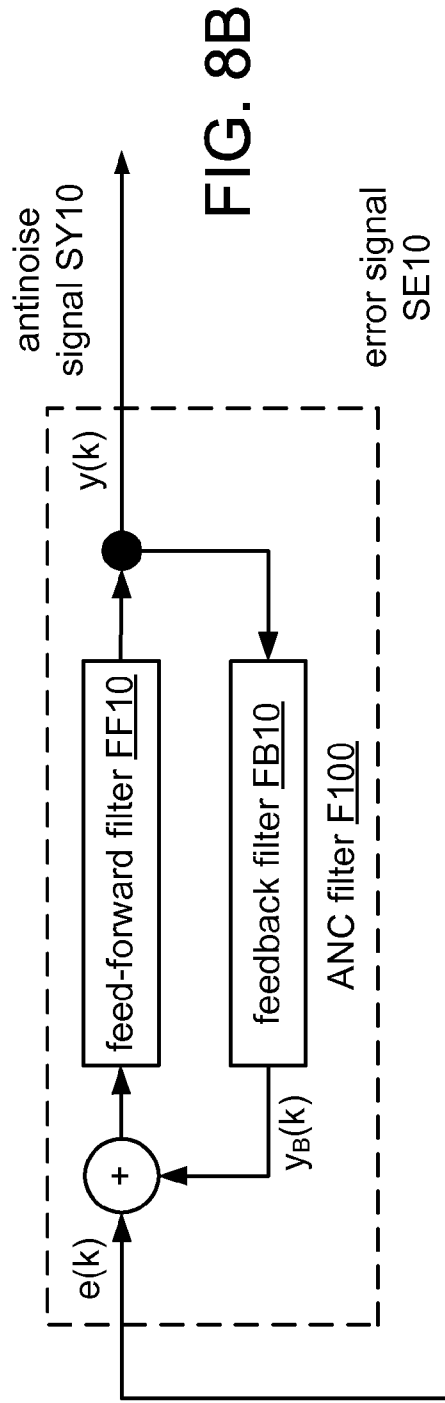 antinoise
signal SY10
y(k)
feed-forward filter FF10
e(k)
+
feedback filter FB10
yB(k)
ANC filter F100
error signal
SE10
FIG. 8B